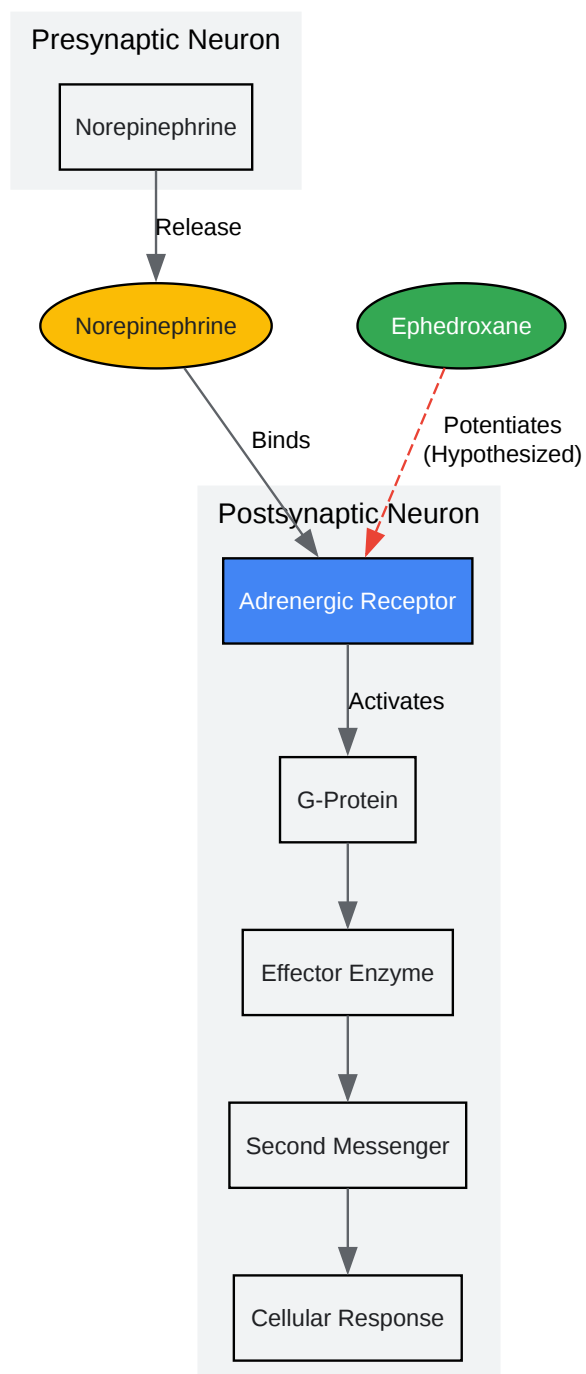 Presynaptic Neuron
Norepinephrine
Release
Norepinephrine
Ephedroxane
Binds
Potentiates
(Hypothesized)
Postsynaptic Neuron
Adrenergic Receptor
Activates
G-Protein
Effector Enzyme
Second Messenger
Cellular Response